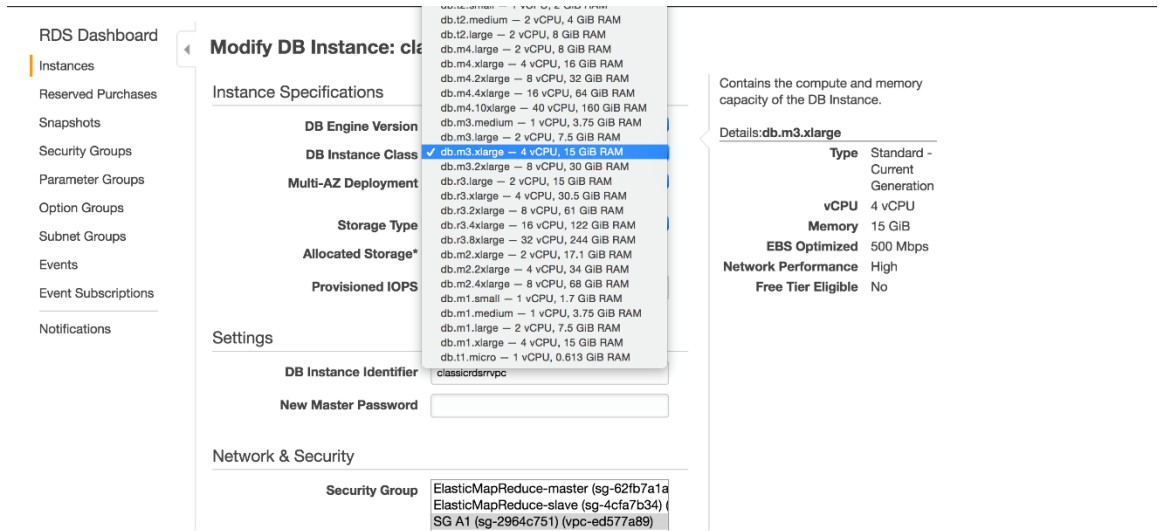 RDS Dashboard
Instances
Reserved Purchases
Snapshots
Security Groups
Parameter Groups
Option Groups
Subnet Groups
Events
Event Subscriptions
Notifications
Modify DB Instance: cla
Instance Specifications
DB Engine Version
DB Instance Class
Multi-AZ Deployment
Storage Type
Allocated Storage*
Provisioned IOPS
db.t2.small — 1 vCPU, 2 GiB RAM
db.t2.medium — 2 vCPU, 4 GiB RAM
db.t2.large — 2 vCPU, 8 GiB RAM
db.m4.large — 2 vCPU, 8 GiB RAM
db.m4.xlarge — 4 vCPU, 16 GiB RAM
db.m4.2xlarge — 8 vCPU, 32 GiB RAM
db.m4.4xlarge — 16 vCPU, 64 GiB RAM
db.m4.10xlarge — 40 vCPU, 160 GiB RAM
db.m3.medium — 1 vCPU, 3.75 GiB RAM
db.m3.large — 2 vCPU, 7.5 GiB RAM
✓ db.m3.xlarge — 4 vCPU, 15 GiB RAM
db.m3.2xlarge — 8 vCPU, 30 GiB RAM
db.r3.large — 2 vCPU, 15 GiB RAM
db.r3.xlarge — 4 vCPU, 30.5 GiB RAM
db.r3.2xlarge — 8 vCPU, 61 GiB RAM
db.r3.4xlarge — 16 vCPU, 122 GiB RAM
db.r3.8xlarge — 32 vCPU, 244 GiB RAM
db.m2.xlarge — 2 vCPU, 17.1 GiB RAM
db.m2.2xlarge — 4 vCPU, 34 GiB RAM
db.m2.4xlarge — 8 vCPU, 68 GiB RAM
db.m1.small — 1 vCPU, 1.7 GiB RAM
db.m1.medium — 1 vCPU, 3.75 GiB RAM
db.m1.large — 2 vCPU, 7.5 GiB RAM
db.m1.xlarge — 4 vCPU, 15 GiB RAM
db.t1.micro — 1 vCPU, 0.613 GiB RAM
Settings
DB Instance Identifier classicrdsrrvpc
New Master Password
Network & Security
Security Group
ElasticMapReduce-master (sg-62fb7a1a
ElasticMapReduce-slave (sg-4cfa7b34) (
SG A1 (sg-2964c751) (vpc-ed577a89)
Contains the compute and memory
capacity of the DB Instance.
Details:db.m3.xlarge
Type Standard -
Current
Generation
vCPU 4 vCPU
Memory 15 GiB
EBS Optimized 500 Mbps
Network Performance High
Free Tier Eligible No